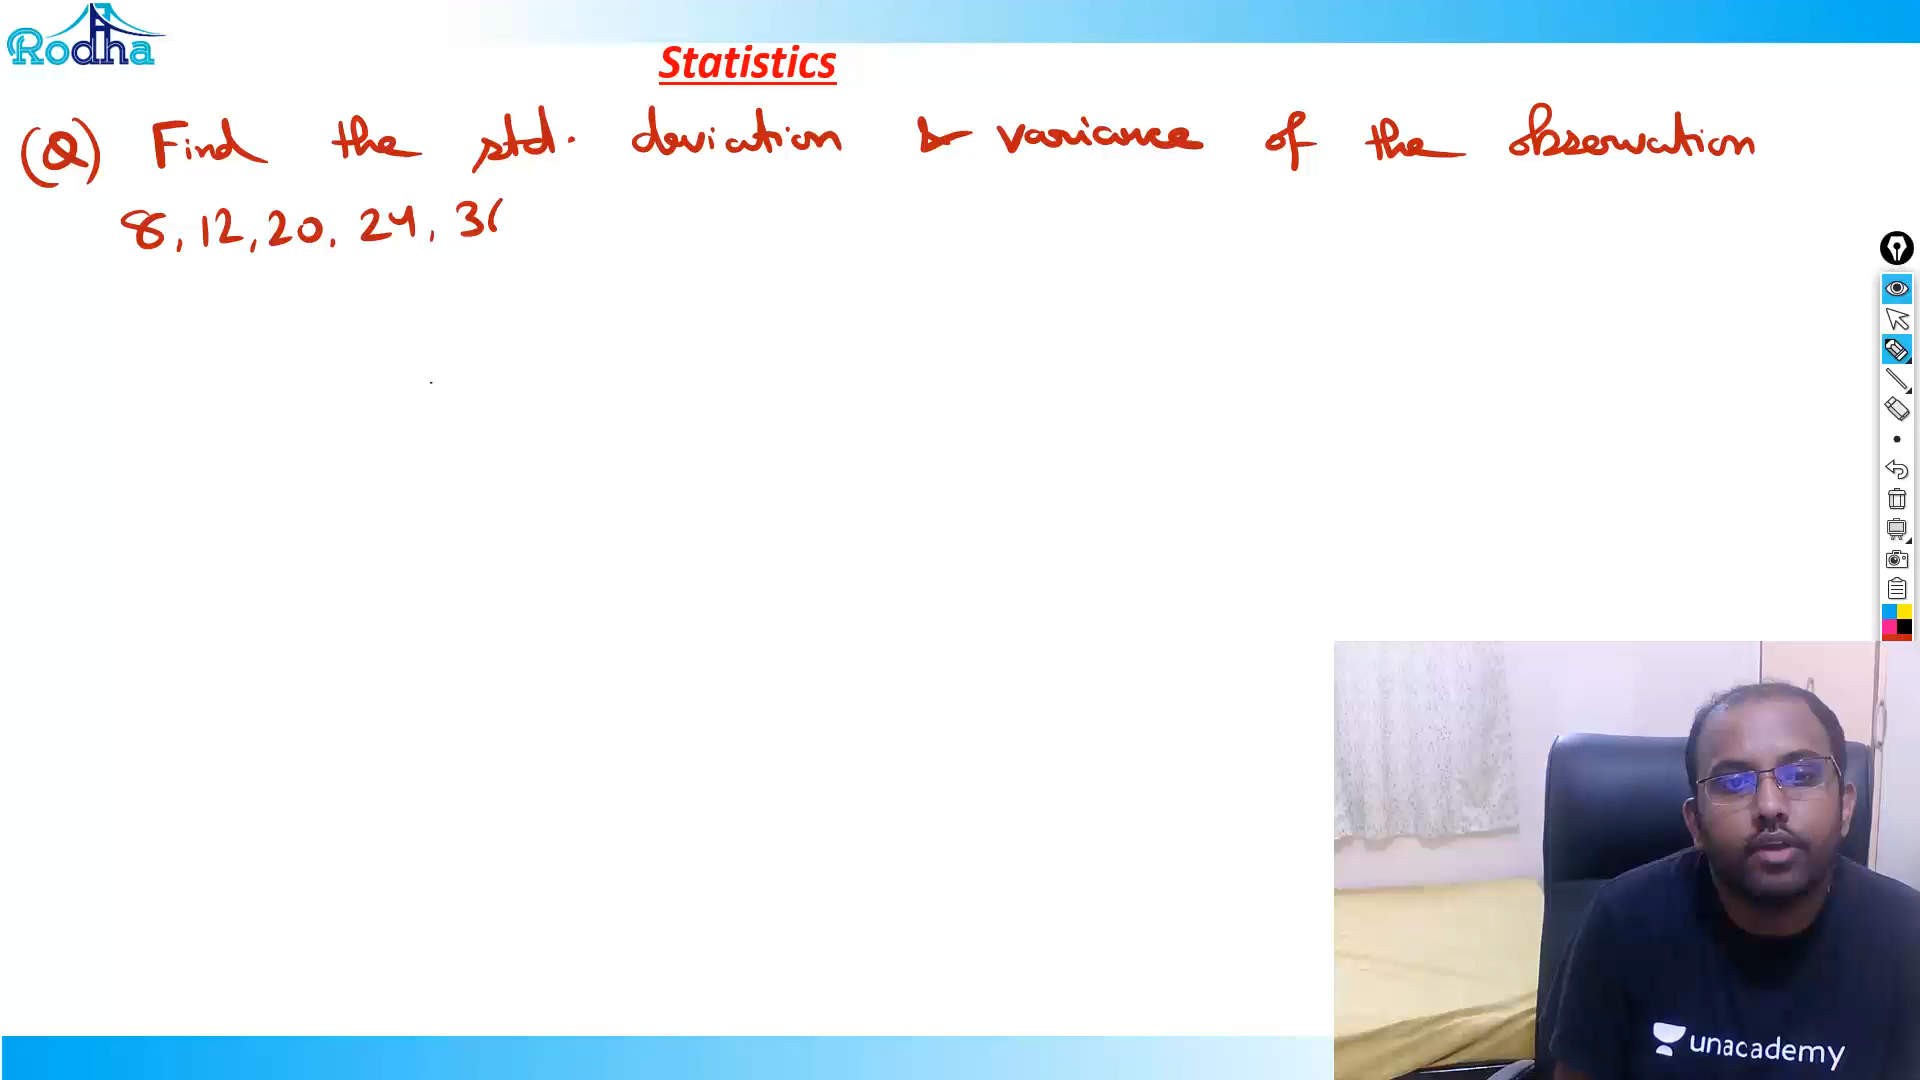 Rodha
Statistics
(Q) Find the std. deviation & variance of the observation
8, 12, 20, 24, 3
unacademy